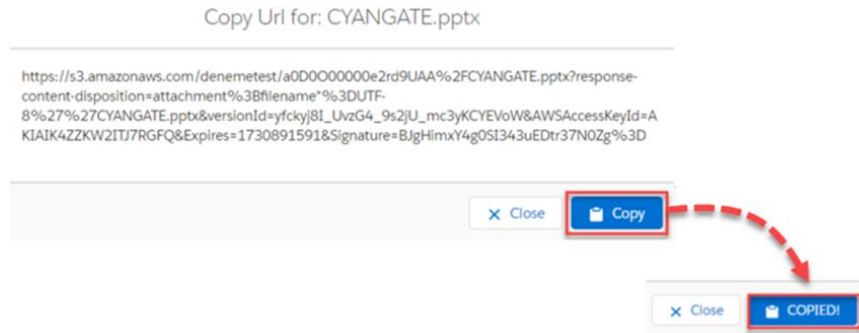 Copy Url for: CYANGATE.pptx
https://s3.amazonaws.com/denemetest/a0D0O00000e2rd9UAA%2FCYANGATE.pptx?response-
content-disposition=attachment%3Bfilename*%3DUTF-
8%27%27CYANGATE.pptx&versionId=yfckyj8I_UvzG4_9s2jU_mc3yKCYEVoW&AWSAccessKeyId=A
KIAIK4ZZKW2ITJ7RGFQ&Expires=1730891591&Signature=BJgHimxY4g0SI343uEDtr37N0Zg%3D
Close
Copy
Close
COPIED!